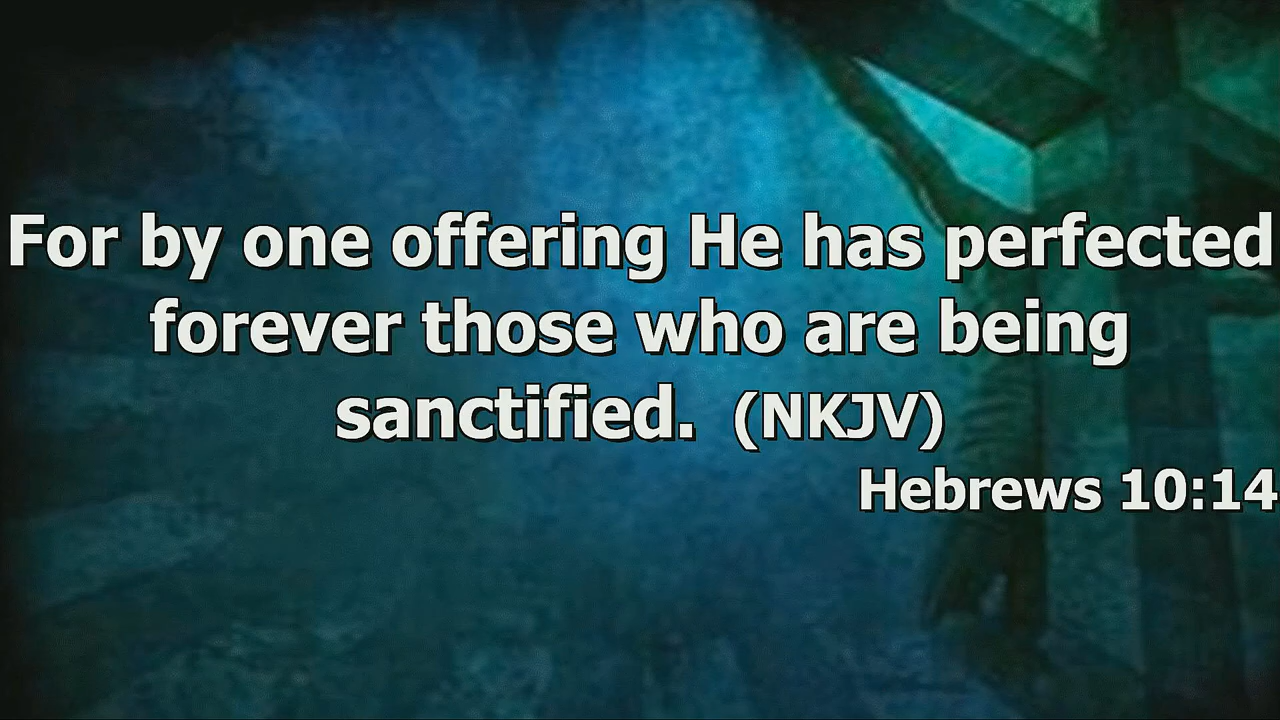 For by one offering He has perfected
forever those who are being
sanctified.  (NKJV)
Hebrews 10:14